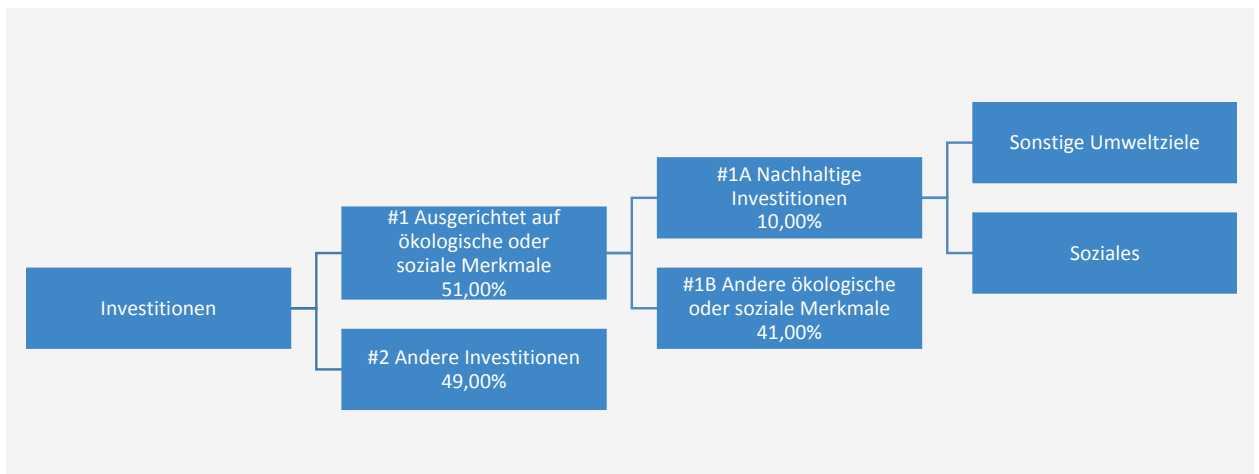 Investitionen
#1 Ausgerichtet auf
ökologische oder
soziale Merkmale
51,00%
#2 Andere Investitionen
49,00%
#1A Nachhaltige
Investitionen
10,00%
#1B Andere ökologische
oder soziale Merkmale
41,00%
Sonstige Umweltziele
Soziales